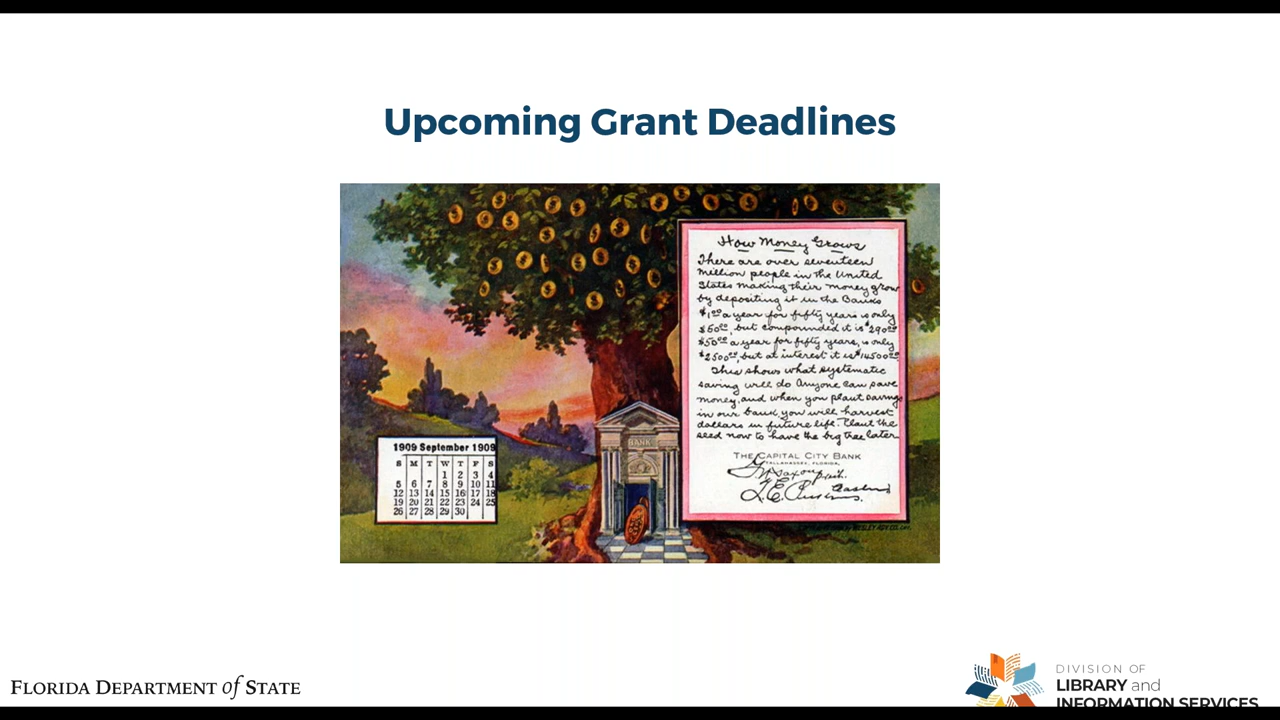 Upcoming Grant Deadlines
How Money Grows
There are over seventeen
million people in the United
States making their money grow
by depositing it in the Banks
$1.00 a year for fifty years is only
$50.00, but compounded it is $290.00
$50.00 a year for fifty years, is only
$2500.00, but at interest it is $14500.00
This shows what systematic
saving will do Anyone can save
money, and when you plant savings
in our bank you will harvest
dollars in future life. Plant the
seed now to have the big tree later
THE CAPITAL CITY BANK
TALLAHASSEE, FLORIDA.
BANK
1909 September 1909
S M T W T F S
1 2 3 4
5 6 7 8 9 10 11
12 13 14 15 16 17 18
19 20 21 22 23 24 25
26 27 28 29 30
FLORIDA DEPARTMENT of STATE
DIVISION OF
LIBRARY and
INFORMATION SERVICES